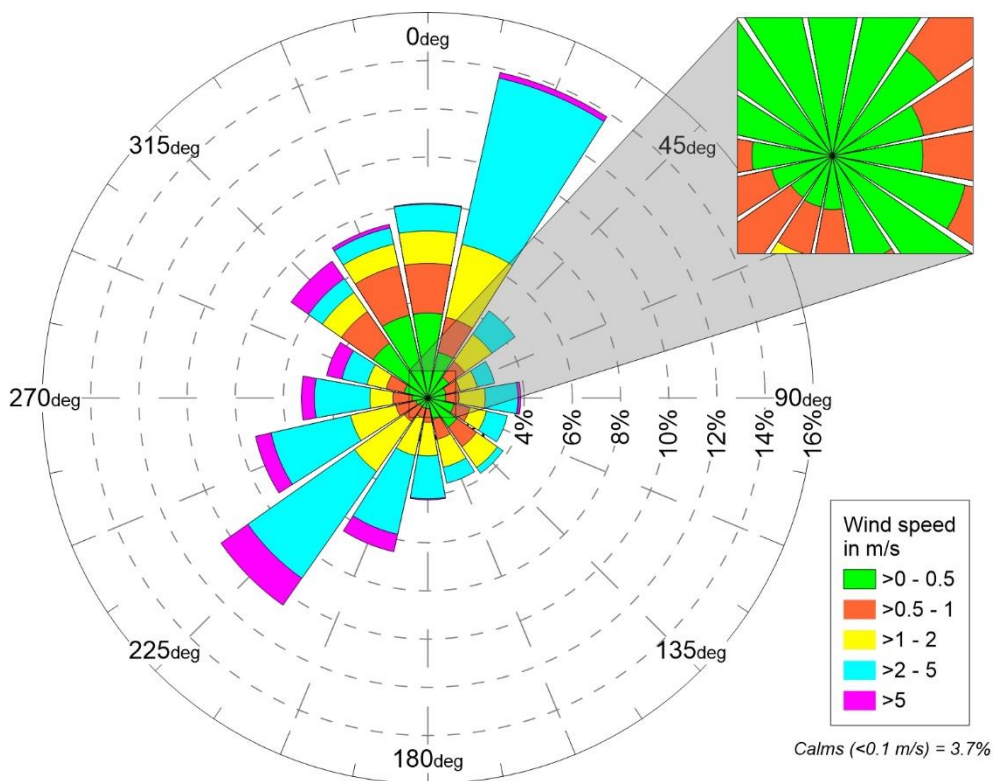 0deg
45deg
90deg
135deg
180deg
225deg
270deg
315deg
4%
6%
8%
10%
12%
14%
16%
Wind speed
in m/s
>0 - 0.5
>0.5 - 1
>1 - 2
>2 - 5
>5
Calms (<0.1 m/s) = 3.7%